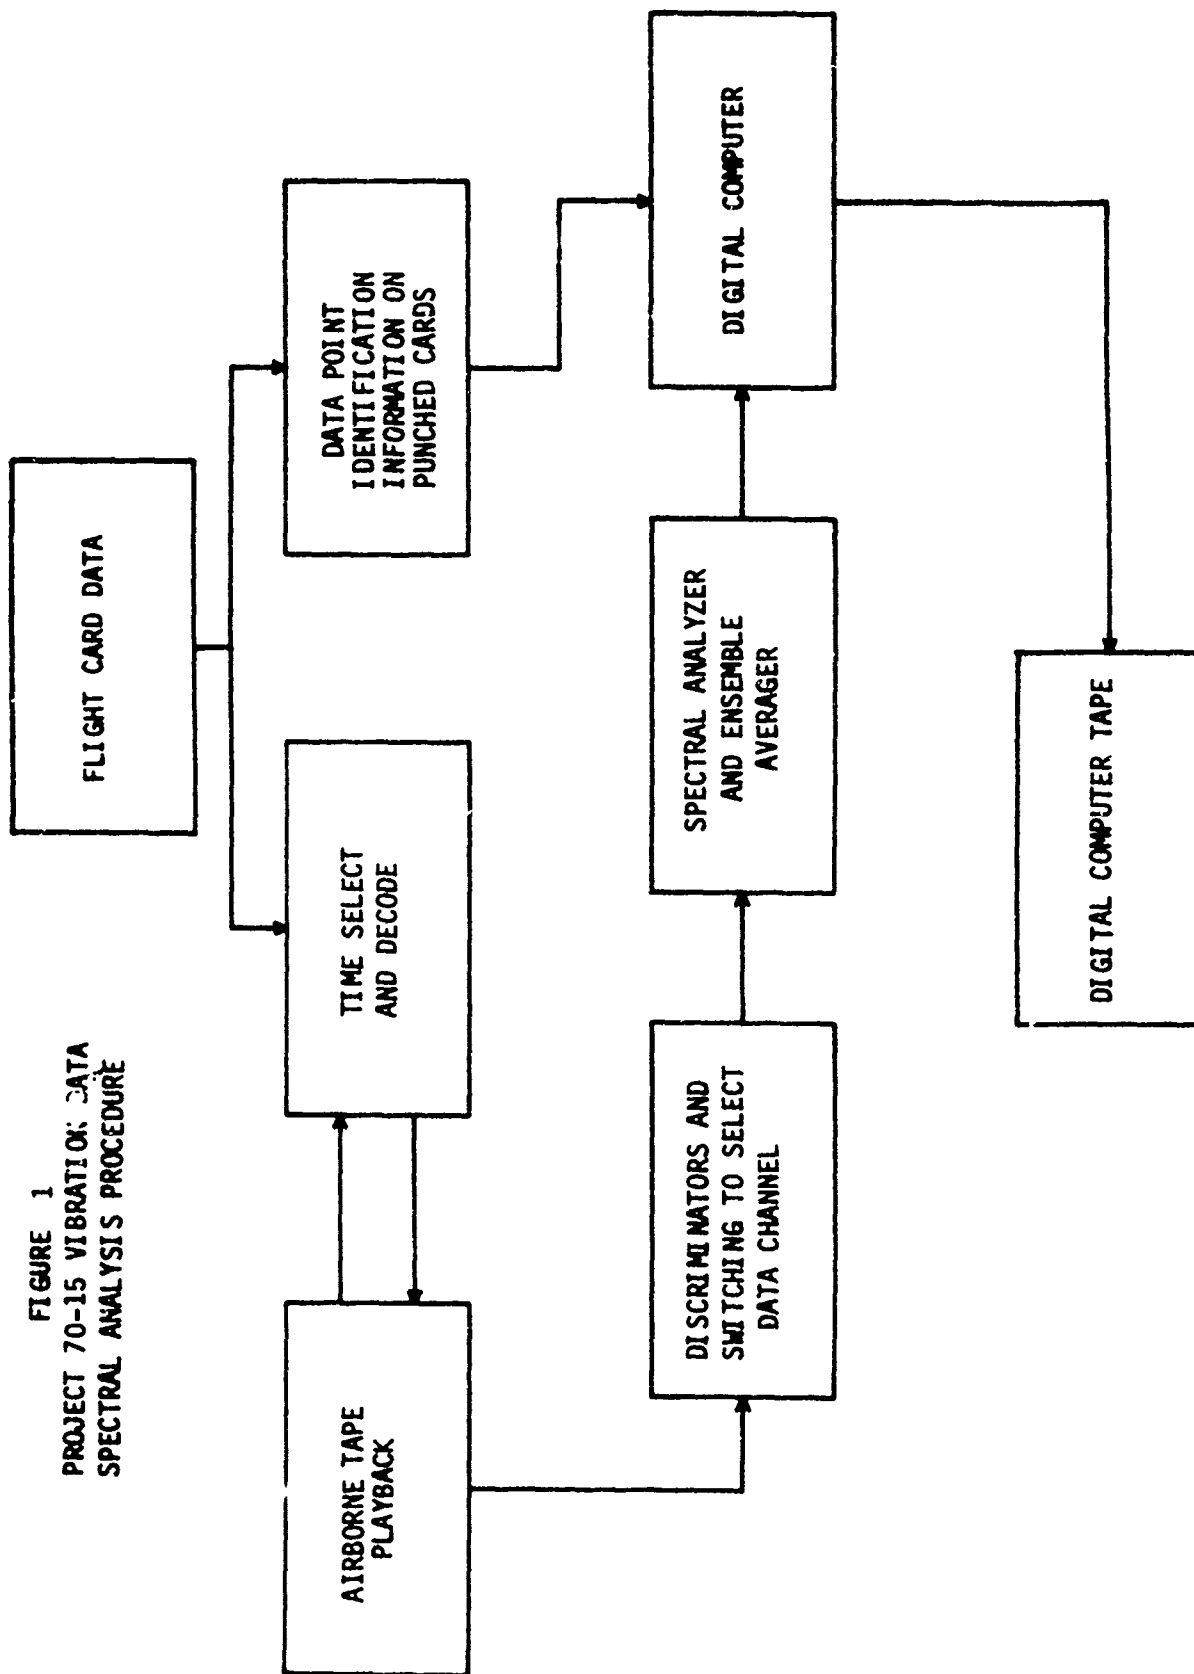 FIGURE 1
PROJECT 70-15 VIBRATION DATA
SPECTRAL ANALYSIS PROCEDURE
FLIGHT CARD DATA
AIRBORNE TAPE
PLAYBACK
TIME SELECT
AND DECODE
DATA POINT
IDENTIFICATION
INFORMATION ON
PUNCHED CARDS
DISCRIMINATORS AND
SWITCHING TO SELECT
DATA CHANNEL
SPECTRAL ANALYZER
AND ENSEMBLE
AVERAGER
DIGITAL COMPUTER
DIGITAL COMPUTER TAPE